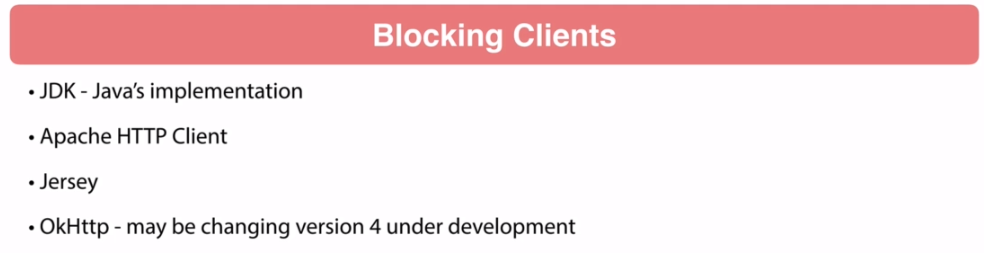 Blocking Clients
• JDK - Java’s implementation
• Apache HTTP Client
• Jersey
• OkHttp - may be changing version 4 under development